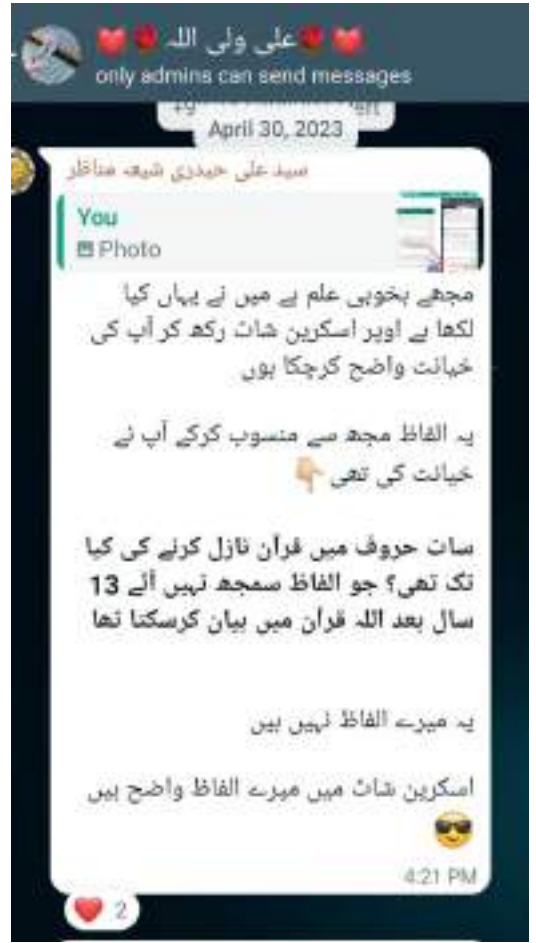 ❤️🌹علی ولی اللہ🌹❤️
only admins can send messages
April 30, 2023
سید علی حیدری شیعہ مناظر
You
Photo
مجھے بخوبی علم ہے میں نے یہاں کیا
لکھا ہے اوپر اسکرین شاٹ رکھ کر آپ کی
خیانت واضح کرچکا ہوں
یہ الفاظ مجھ سے منسوب کرکے آپ نے
خیانت کی تھی👇🏻
سات حروف میں قرآن نازل کرنے کی کیا
تک تھی؟ جو الفاظ سمجھ نہیں آئے 13
سال بعد اللہ قرآن میں بیان کرسکتا تھا
یہ میرے الفاظ نہیں ہیں
اسکرین شاٹ میں میرے الفاظ واضح ہیں
😎
4:21 PM
❤️ 2